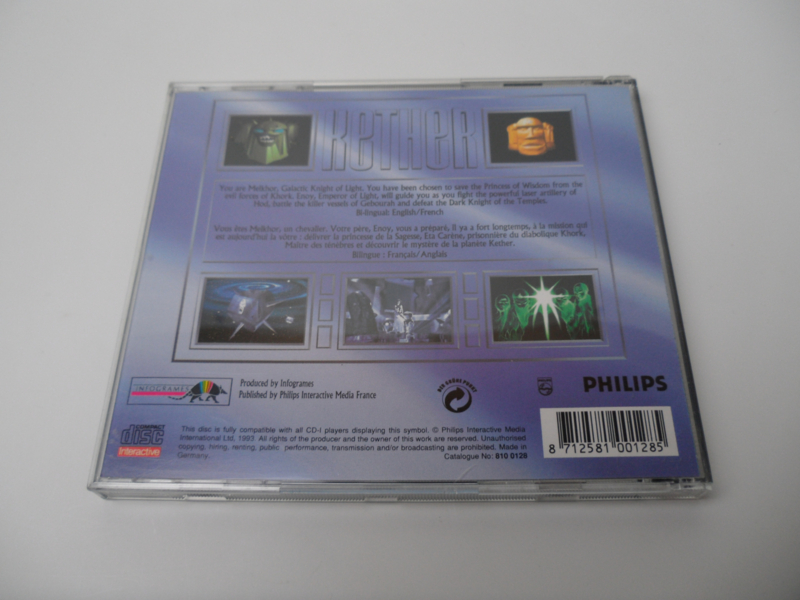 KETHER
You are Melkhor, Galactic Knight of Light. You have been chosen to save the Princess of Wisdom from the
evil forces of Khork. Enoy, Emperor of Light, will guide you as you fight the powerful laser artillery of
Hod, battle the killer vessels of Gebourah and defeat the Dark Knight of the Temples.
Bi-lingual: English/French
Vous êtes Melkhor, un chevalier. Votre père, Enoy, vous a préparé, il y a fort longtemps, à la mission qui
est aujourd'hui la vôtre : délivrer la princesse de la Sagesse, Era Carène, prisonnière du diabolique Khork,
Maître des ténèbres et découvrir le mystère de la planète Kether.
Bilingue : Français/Anglais
INFOGRAMES
Produced by Infogrames
Published by Philips Interactive Media France
DER GRÜNE PUNKT
PHILIPS
COMPACT
disc
Interactive
This disc is fully compatible with all CD-I players displaying this symbol. © Philips Interactive Media
International Ltd, 1993. All rights of the producer and the owner of this work are reserved. Unauthorised
copying, hiring, renting, public performance, transmission and/or broadcasting are prohibited. Made in
Germany.
Catalogue No: 810 0128
8 712581 001285